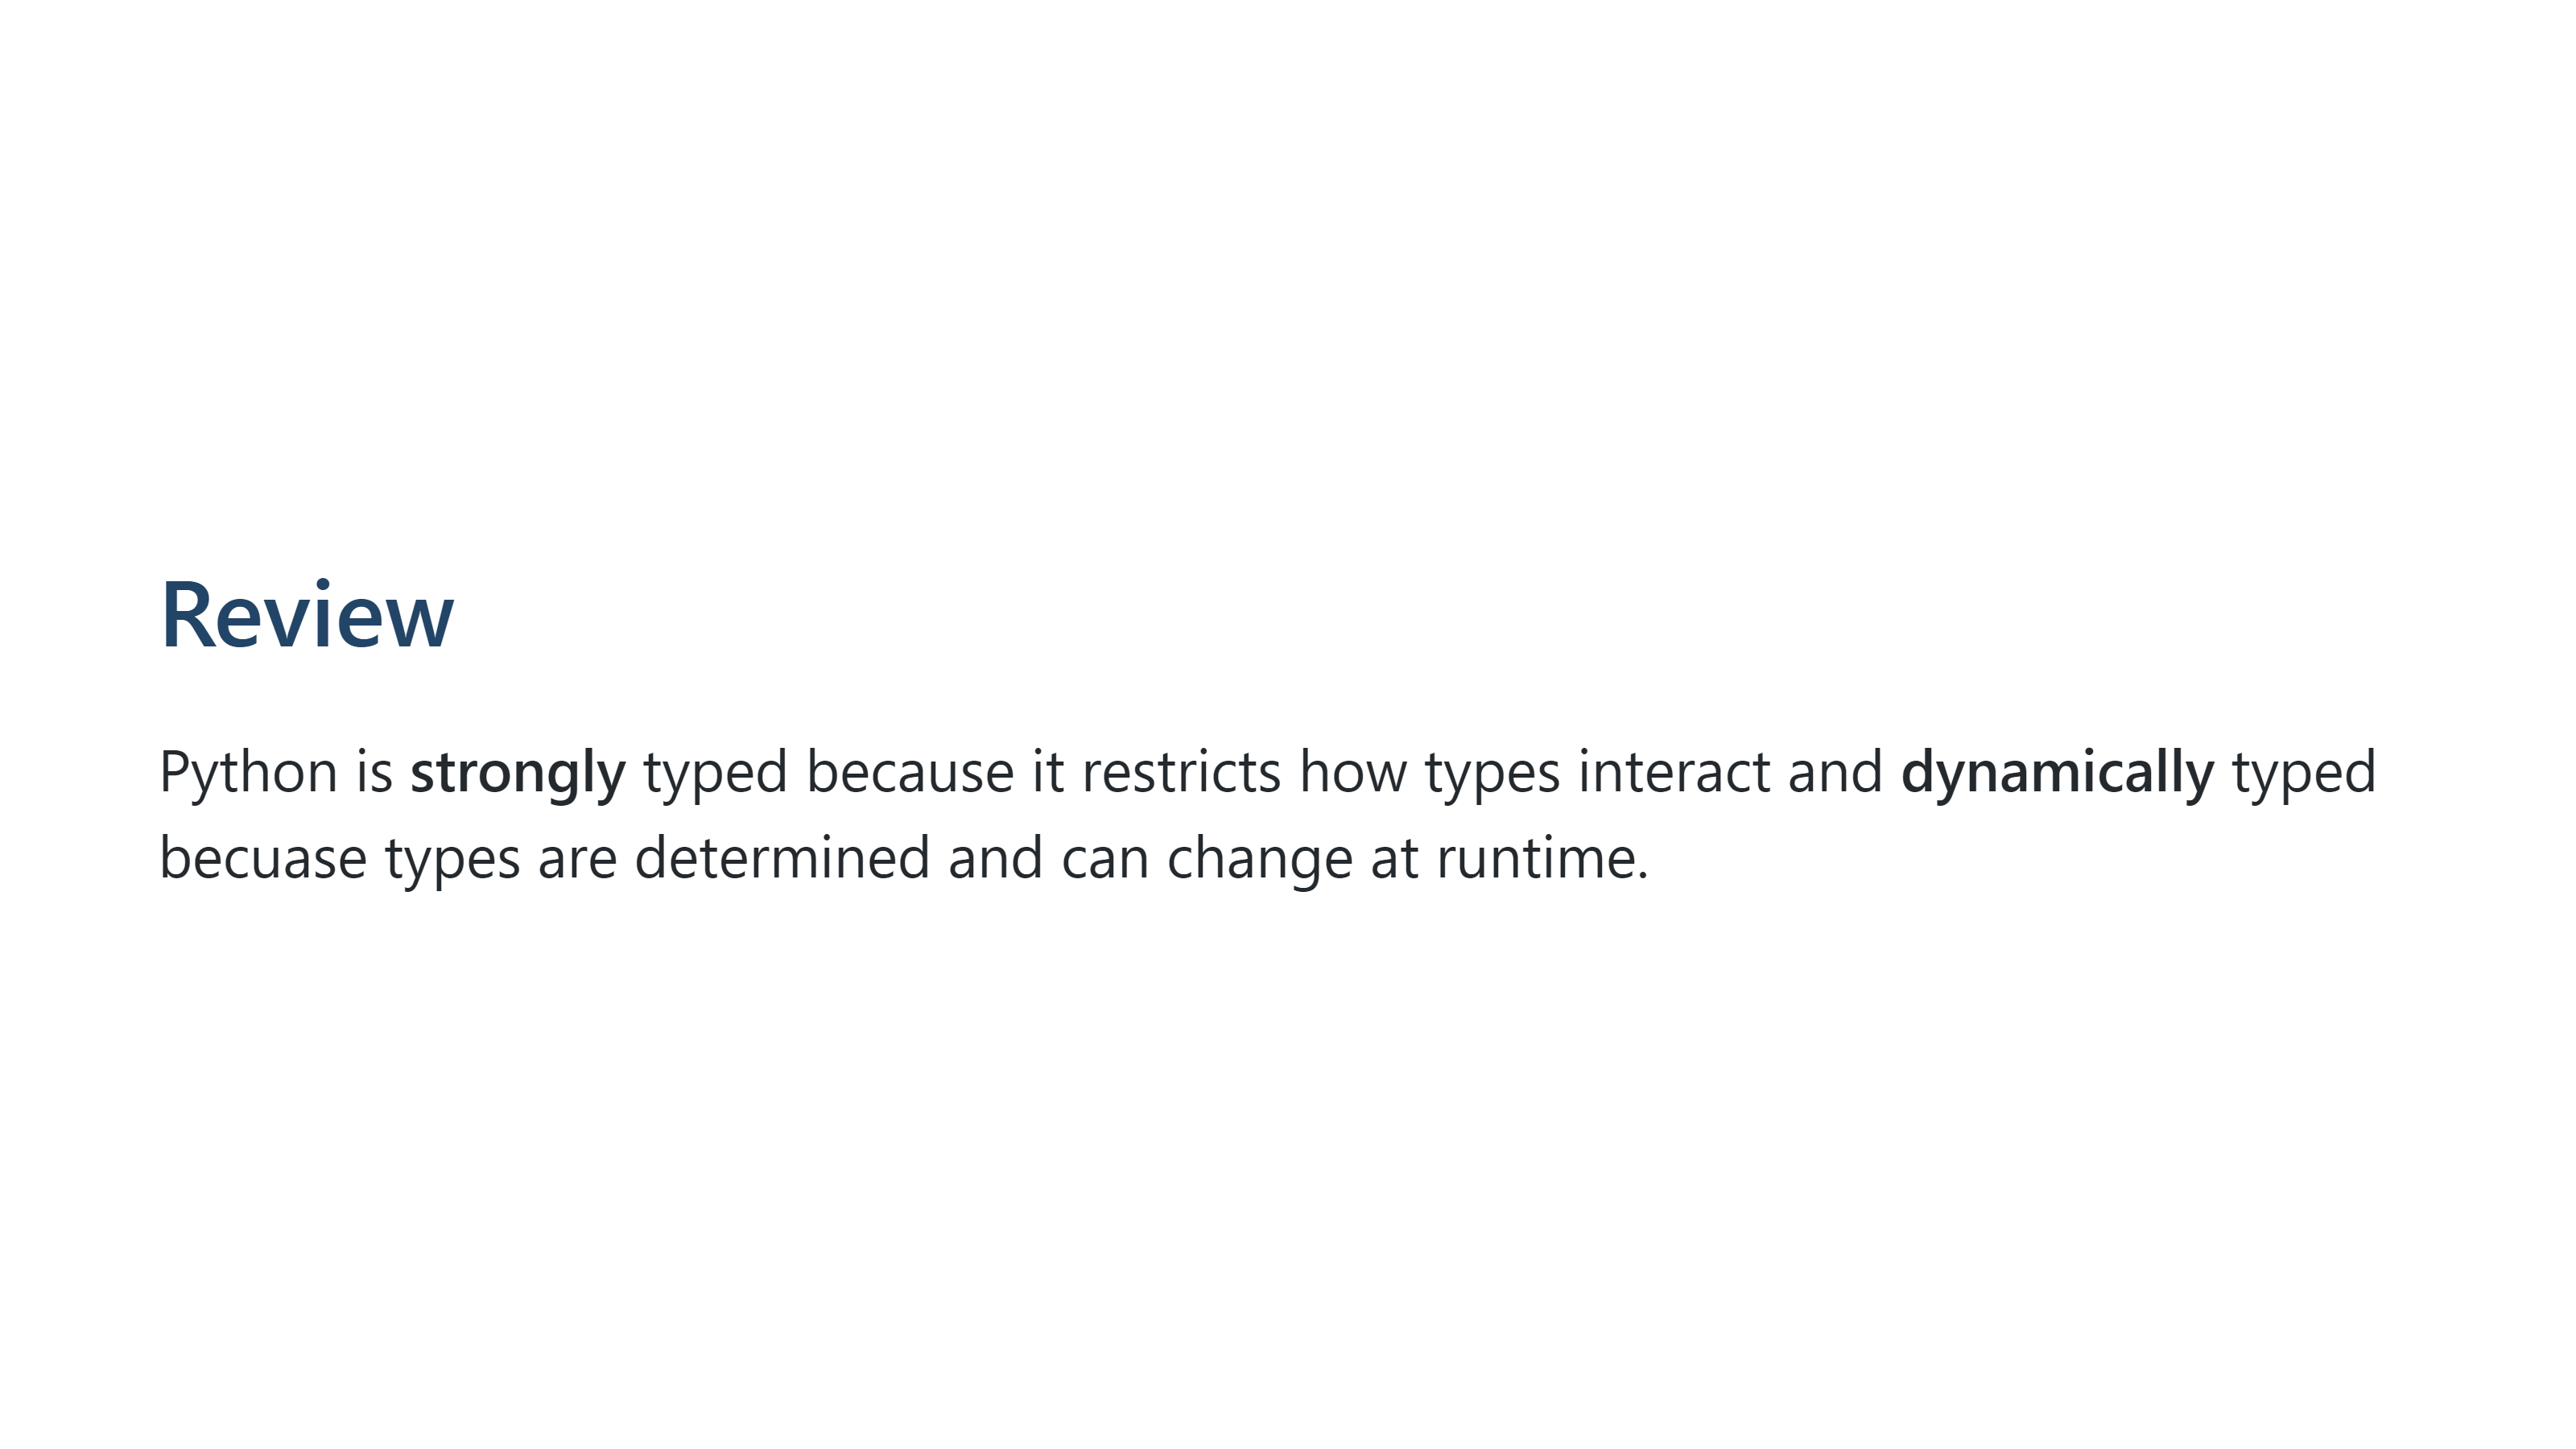 Review
Python is strongly typed because it restricts how types interact and dynamically typed
becuase types are determined and can change at runtime.